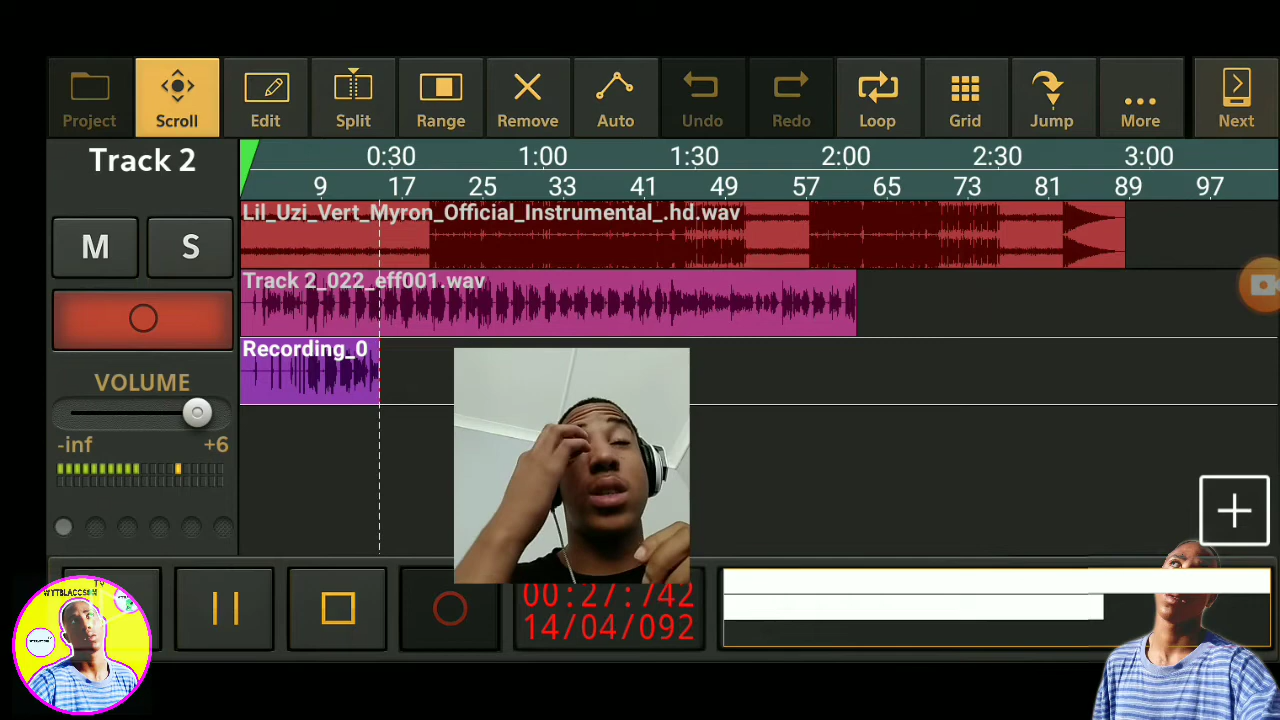 Project Scroll Edit Split Range Remove Auto Undo Redo Loop Grid Jump More Next
Track 2
0:30 1:00 1:30 2:00 2:30 3:00
9 17 25 33 41 49 57 65 73 81 89 97
M S
Lil_Uzi_Vert_Myron_Official_Instrumental_.hd.wav
Track 2_022_eff001.wav
Recording_0
VOLUME
-inf +6
00:27:742
14/04/092
TV